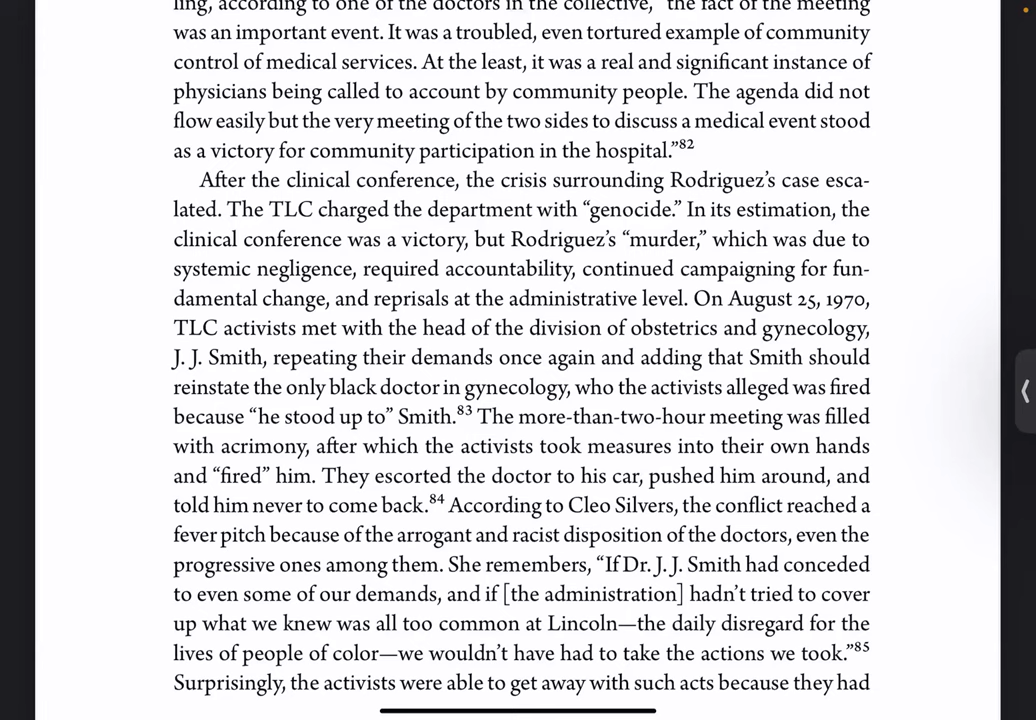 ling, according to one of the doctors in the collective, "the fact of the meeting
was an important event. It was a troubled, even tortured example of community
control of medical services. At the least, it was a real and significant instance of
physicians being called to account by community people. The agenda did not
flow easily but the very meeting of the two sides to discuss a medical event stood
as a victory for community participation in the hospital.”82
After the clinical conference, the crisis surrounding Rodriguez’s case esca-
lated. The TLC charged the department with “genocide.” In its estimation, the
clinical conference was a victory, but Rodriguez’s “murder,” which was due to
systemic negligence, required accountability, continued campaigning for fun-
damental change, and reprisals at the administrative level. On August 25, 1970,
TLC activists met with the head of the division of obstetrics and gynecology,
J. J. Smith, repeating their demands once again and adding that Smith should
reinstate the only black doctor in gynecology, who the activists alleged was fired
because “he stood up to” Smith.83 The more-than-two-hour meeting was filled
with acrimony, after which the activists took measures into their own hands
and “fired” him. They escorted the doctor to his car, pushed him around, and
told him never to come back.84 According to Cleo Silvers, the conflict reached a
fever pitch because of the arrogant and racist disposition of the doctors, even the
progressive ones among them. She remembers, “If Dr. J. J. Smith had conceded
to even some of our demands, and if [the administration] hadn’t tried to cover
up what we knew was all too common at Lincoln—the daily disregard for the
lives of people of color—we wouldn’t have had to take the actions we took.”85
Surprisingly, the activists were able to get away with such acts because they had